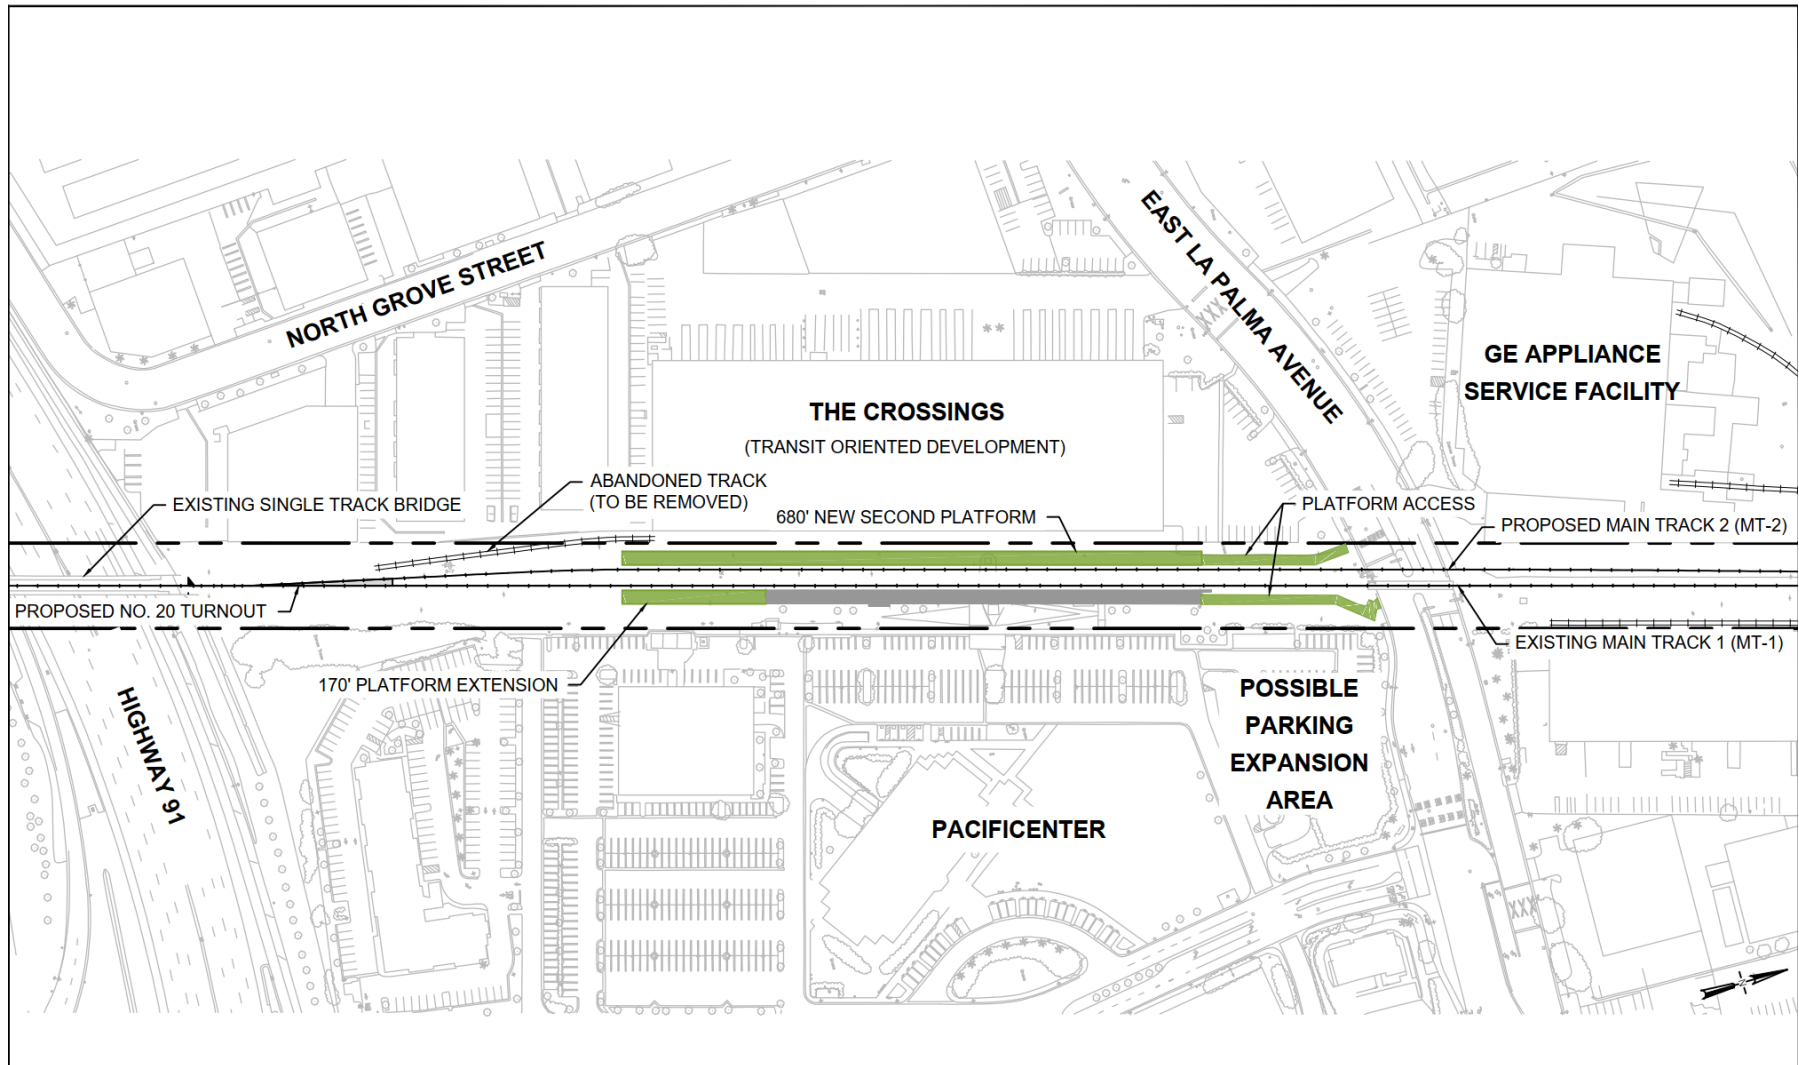 NORTH GROVE STREET
EAST LA PALMA AVENUE
GE APPLIANCE
SERVICE FACILITY
THE CROSSINGS
(TRANSIT ORIENTED DEVELOPMENT)
ABANDONED TRACK
(TO BE REMOVED)
EXISTING SINGLE TRACK BRIDGE
680' NEW SECOND PLATFORM
PLATFORM ACCESS
PROPOSED MAIN TRACK 2 (MT-2)
PROPOSED NO. 20 TURNOUT
EXISTING MAIN TRACK 1 (MT-1)
170' PLATFORM EXTENSION
HIGHWAY 91
POSSIBLE
PARKING
EXPANSION
AREA
PACIFICENTER
N